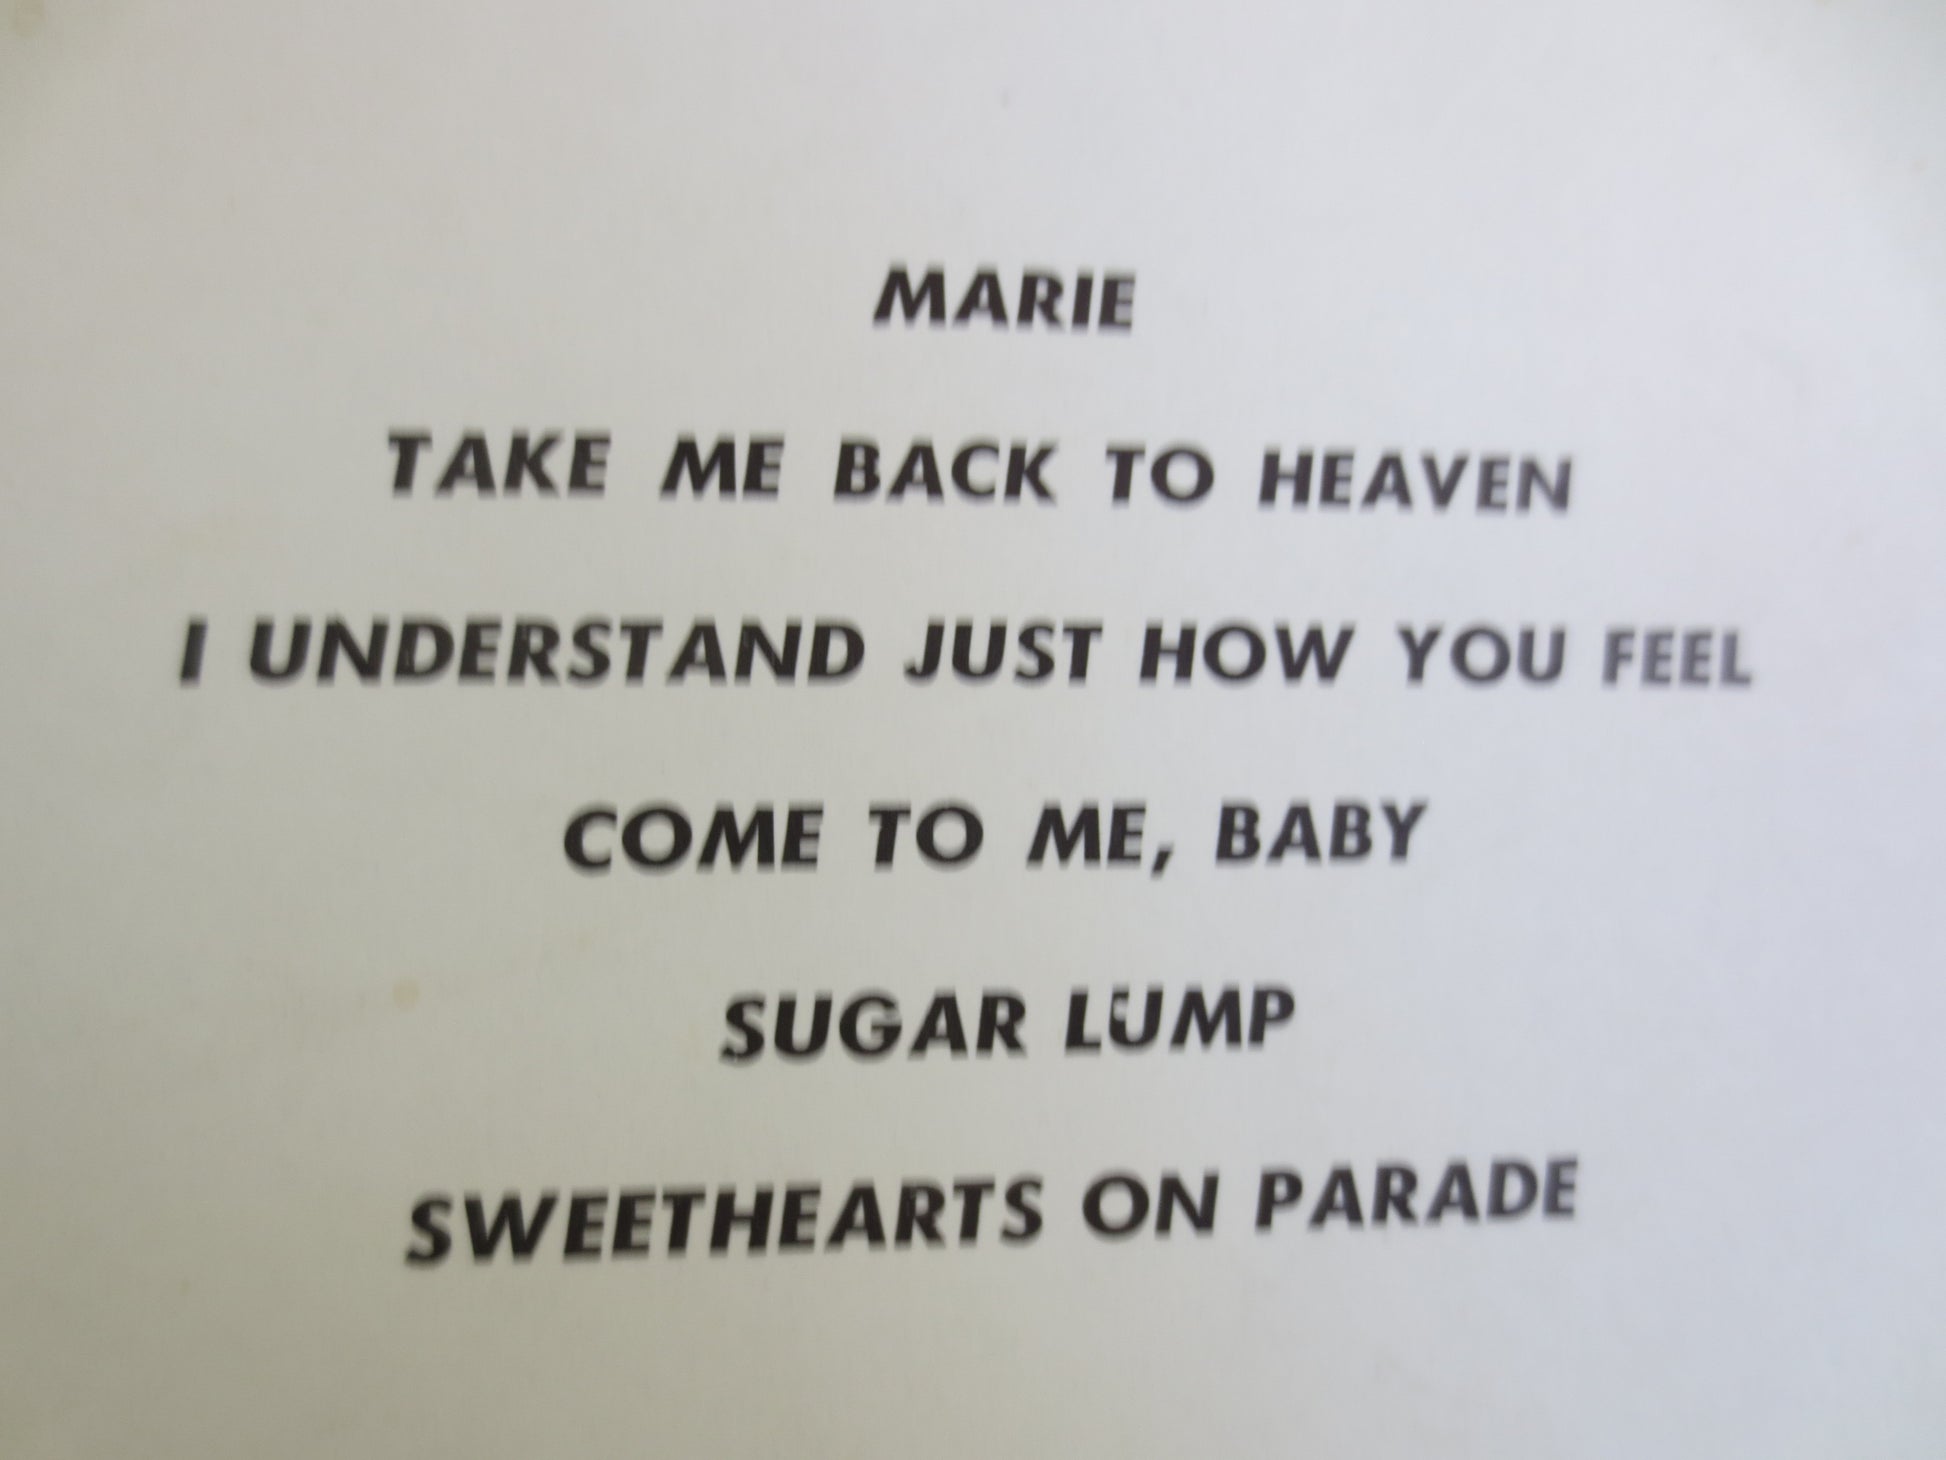 MARIE
TAKE ME BACK TO HEAVEN
I UNDERSTAND JUST HOW YOU FEEL
COME TO ME, BABY
SUGAR LUMP
SWEETHEARTS ON PARADE